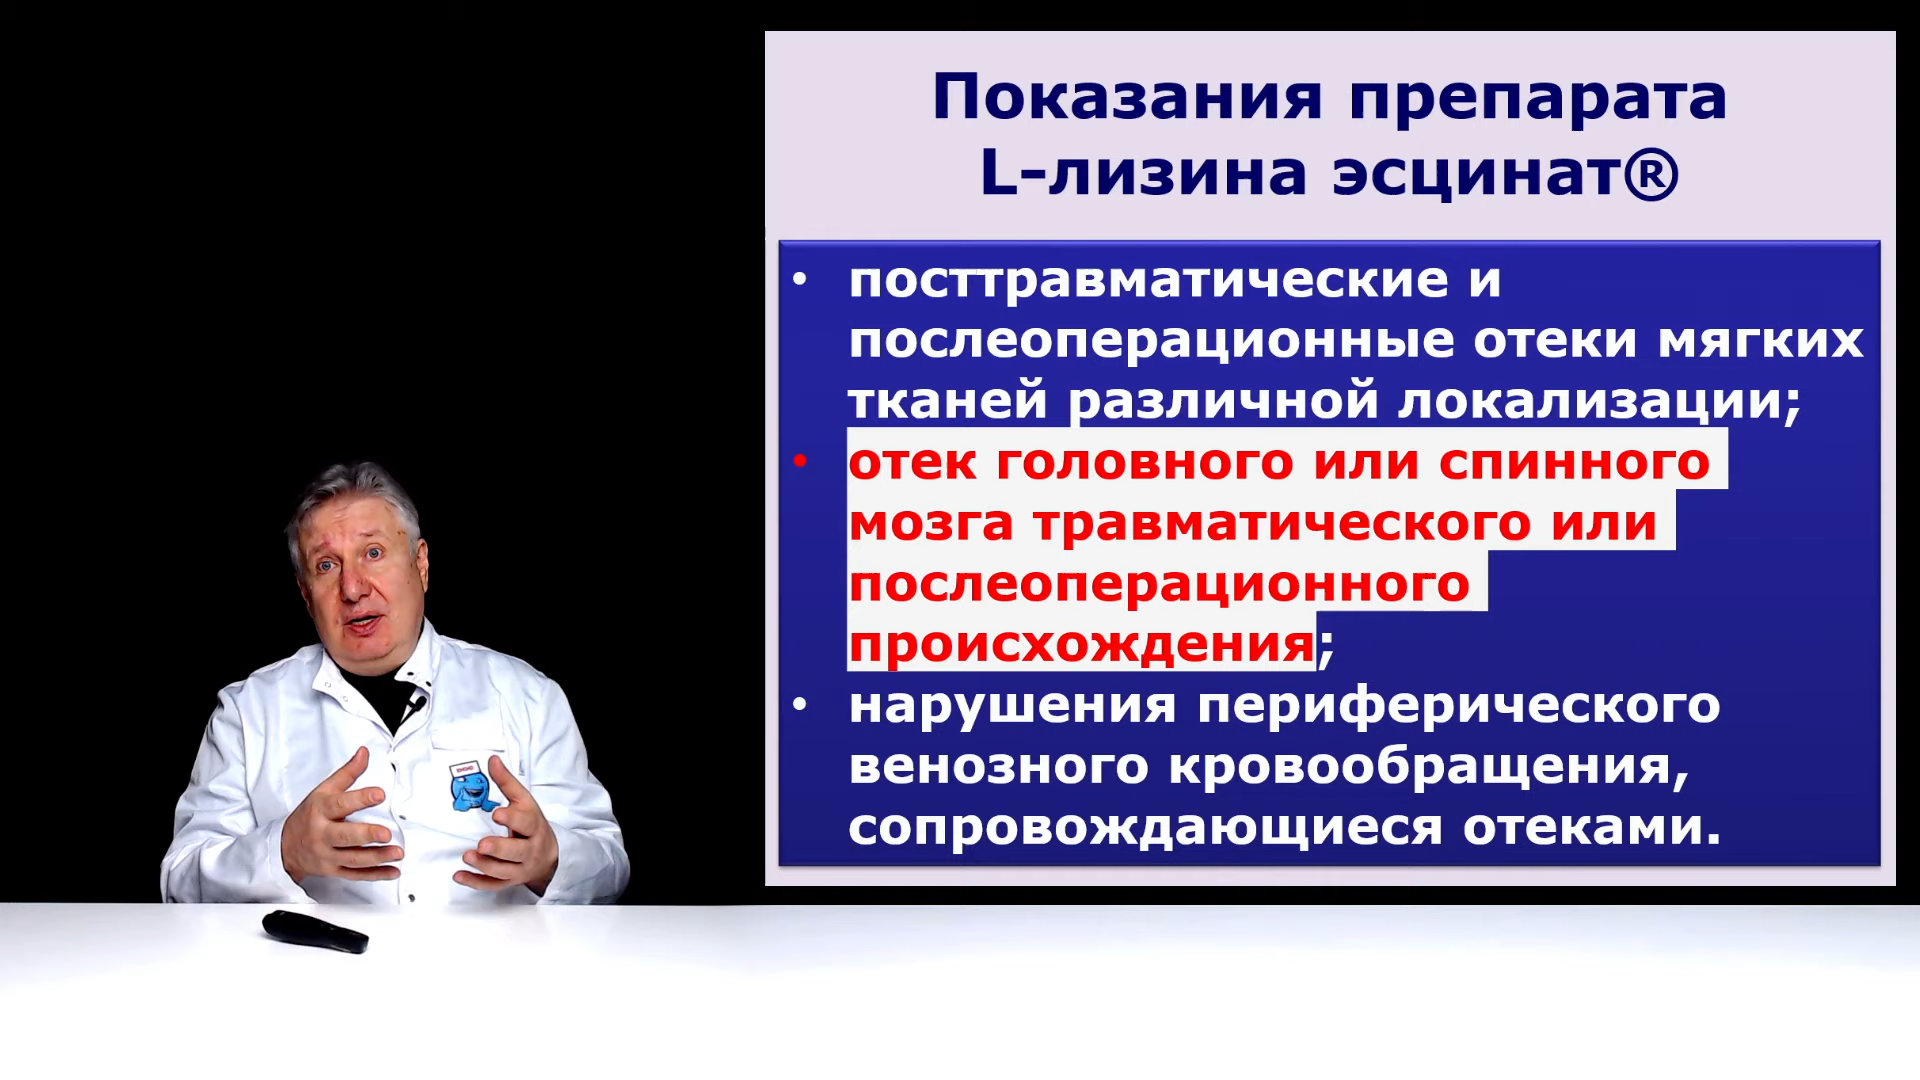 Показания препарата
L-лизина эсцинат®
• посттравматические и
послеоперационные отеки мягких
тканей различной локализации;
• отек головного или спинного
мозга травматического или
послеоперационного
происхождения;
• нарушения периферического
венозного кровообращения,
сопровождающиеся отеками.